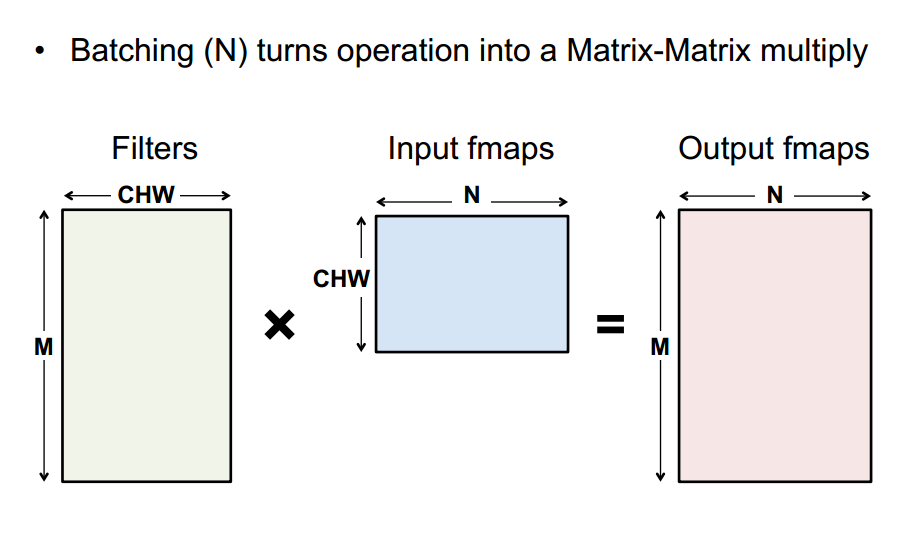 • Batching (N) turns operation into a Matrix-Matrix multiply
Filters
Input fmaps
Output fmaps
CHW
N
N
CHW
M
×
=
M